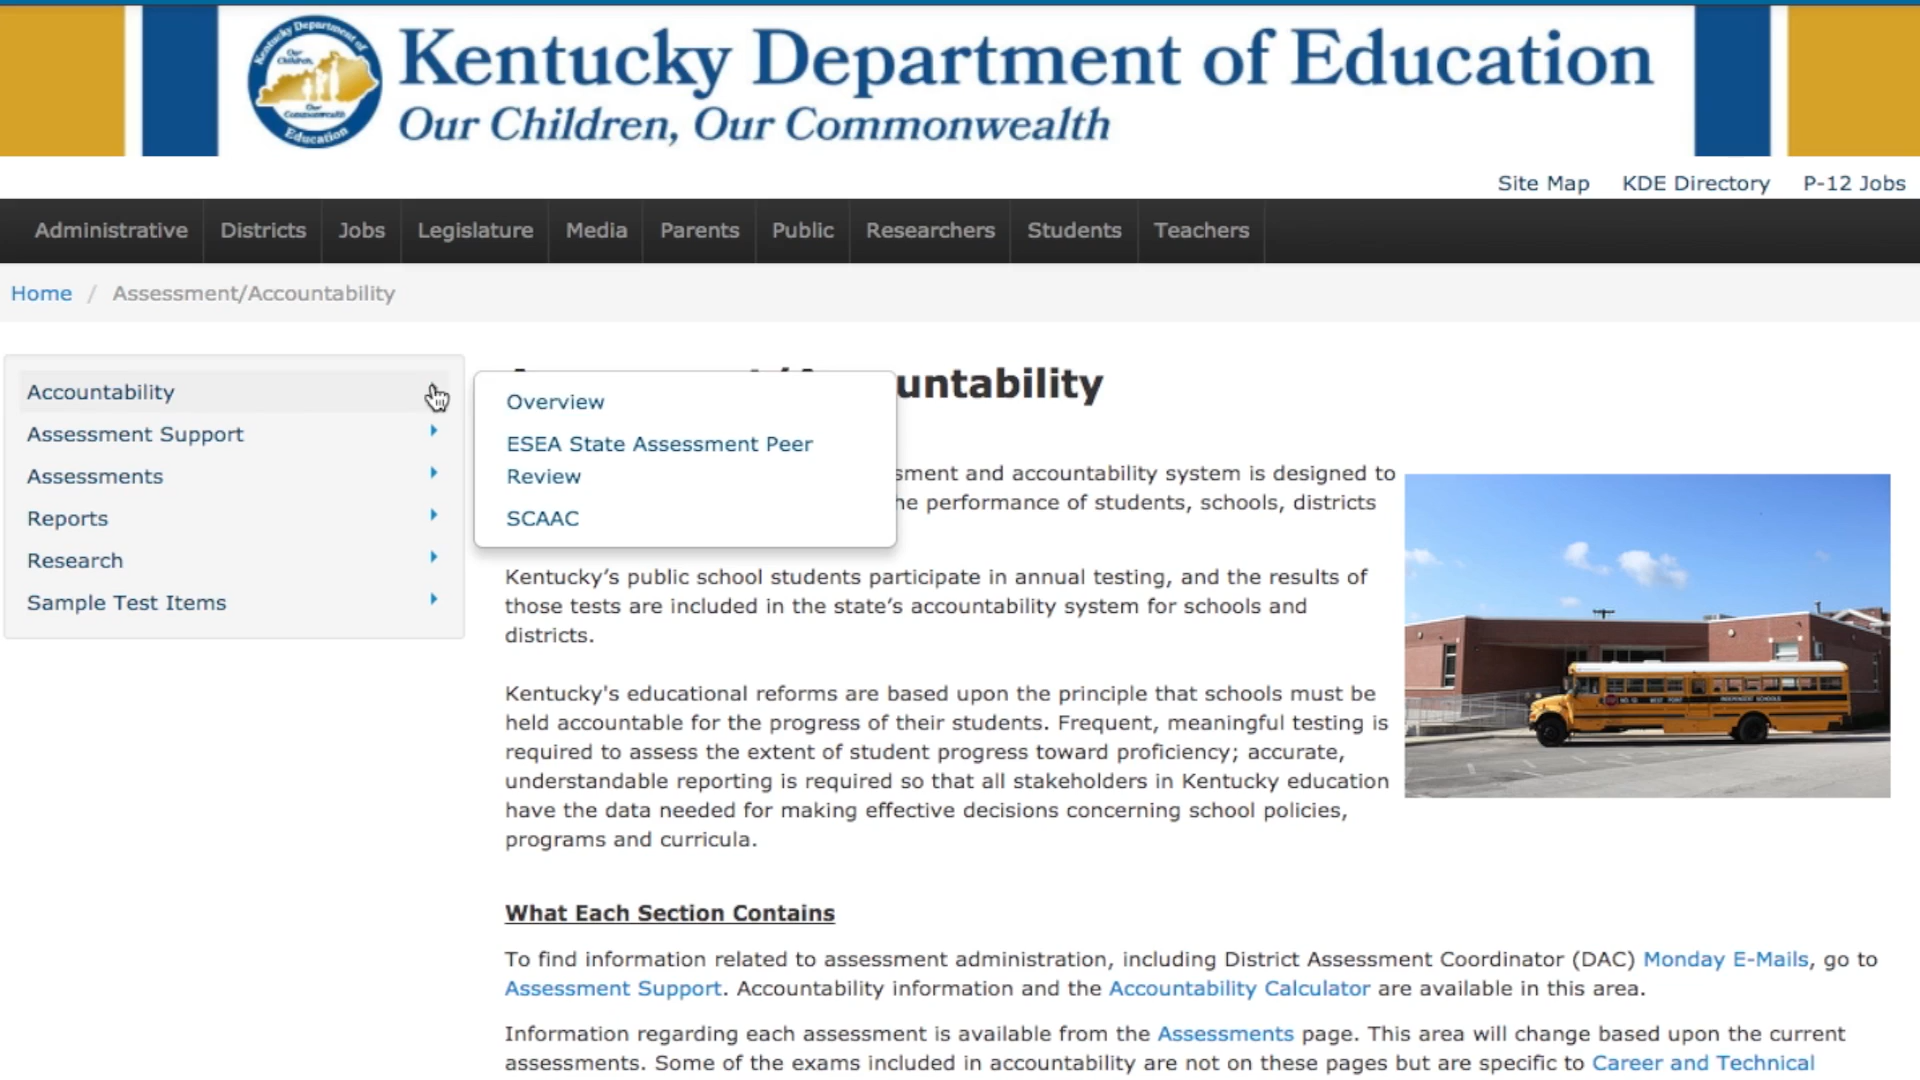 Kentucky Department of Education
Our Children, Our Commonwealth
Kentucky Department of
Our Children,
Our Commonwealth
Education
Site Map KDE Directory P-12 Jobs
Administrative Districts Jobs Legislature Media Parents Public Researchers Students Teachers
Home / Assessment/Accountability
Accountability
Assessment Support
Assessments
Reports
Research
Sample Test Items
Overview
ESEA State Assessment Peer
Review
SCAAC
untability
sment and accountability system is designed to
he performance of students, schools, districts
Kentucky’s public school students participate in annual testing, and the results of
those tests are included in the state’s accountability system for schools and
districts.
Kentucky's educational reforms are based upon the principle that schools must be
held accountable for the progress of their students. Frequent, meaningful testing is
required to assess the extent of student progress toward proficiency; accurate,
understandable reporting is required so that all stakeholders in Kentucky education
have the data needed for making effective decisions concerning school policies,
programs and curricula.
What Each Section Contains
To find information related to assessment administration, including District Assessment Coordinator (DAC) Monday E-Mails, go to
Assessment Support. Accountability information and the Accountability Calculator are available in this area.
Information regarding each assessment is available from the Assessments page. This area will change based upon the current
assessments. Some of the exams included in accountability are not on these pages but are specific to Career and Technical